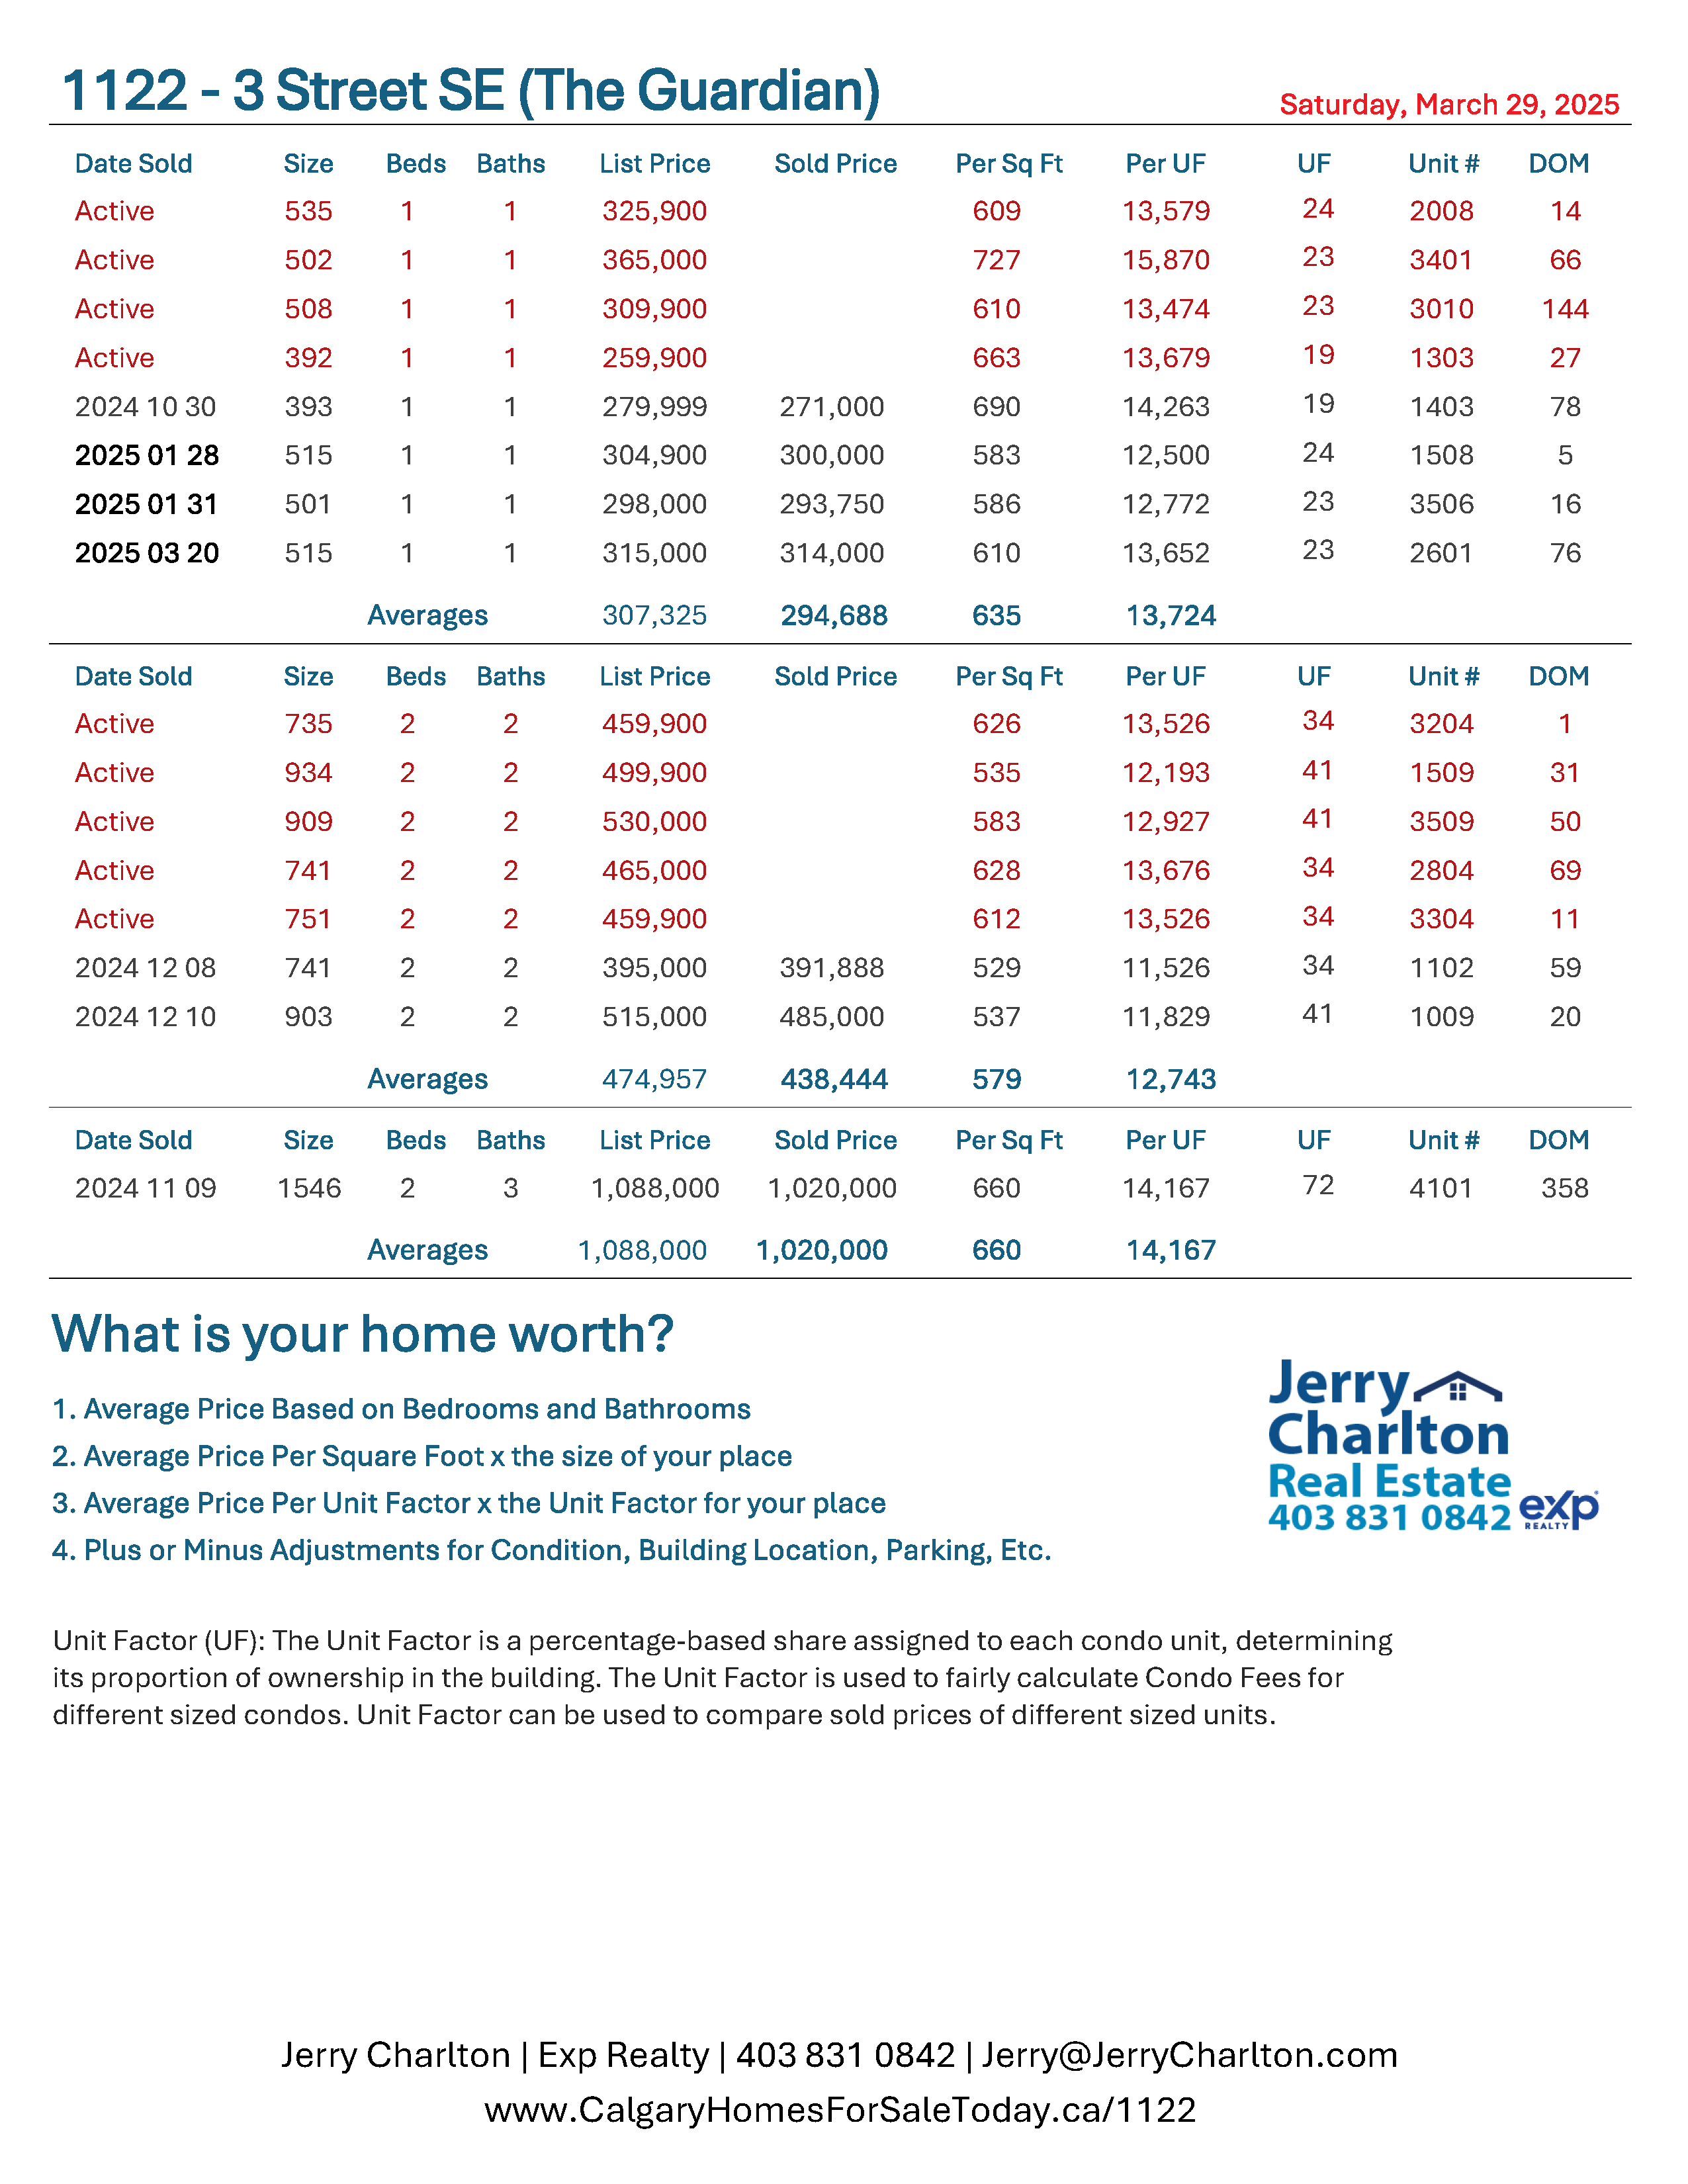 1122 - 3 Street SE (The Guardian)
Saturday, March 29, 2025
Date Sold Size Beds Baths List Price Sold Price Per Sq Ft Per UF UF Unit # DOM
Active 535 1 1 325,900 609 13,579 24 2008 14
Active 502 1 1 365,000 727 15,870 23 3401 66
Active 508 1 1 309,900 610 13,474 23 3010 144
Active 392 1 1 259,900 663 13,679 19 1303 27
2024 10 30 393 1 1 279,999 271,000 690 14,263 19 1403 78
2025 01 28 515 1 1 304,900 300,000 583 12,500 24 1508 5
2025 01 31 501 1 1 298,000 293,750 586 12,772 23 3506 16
2025 03 20 515 1 1 315,000 314,000 610 13,652 23 2601 76
Averages 307,325 294,688 635 13,724
Date Sold Size Beds Baths List Price Sold Price Per Sq Ft Per UF UF Unit # DOM
Active 735 2 2 459,900 626 13,526 34 3204 1
Active 934 2 2 499,900 535 12,193 41 1509 31
Active 909 2 2 530,000 583 12,927 41 3509 50
Active 741 2 2 465,000 628 13,676 34 2804 69
Active 751 2 2 459,900 612 13,526 34 3304 11
2024 12 08 741 2 2 395,000 391,888 529 11,526 34 1102 59
2024 12 10 903 2 2 515,000 485,000 537 11,829 41 1009 20
Averages 474,957 438,444 579 12,743
Date Sold Size Beds Baths List Price Sold Price Per Sq Ft Per UF UF Unit # DOM
2024 11 09 1546 2 3 1,088,000 1,020,000 660 14,167 72 4101 358
Averages 1,088,000 1,020,000 660 14,167
What is your home worth?
1. Average Price Based on Bedrooms and Bathrooms
2. Average Price Per Square Foot x the size of your place
3. Average Price Per Unit Factor x the Unit Factor for your place
4. Plus or Minus Adjustments for Condition, Building Location, Parking, Etc.
Jerry
Charlton
Real Estate
403 831 0842
exp
REALTY
Unit Factor (UF): The Unit Factor is a percentage-based share assigned to each condo unit, determining
its proportion of ownership in the building. The Unit Factor is used to fairly calculate Condo Fees for
different sized condos. Unit Factor can be used to compare sold prices of different sized units.
Jerry Charlton | Exp Realty | 403 831 0842 | Jerry@JerryCharlton.com
www.CalgaryHomesForSaleToday.ca/1122